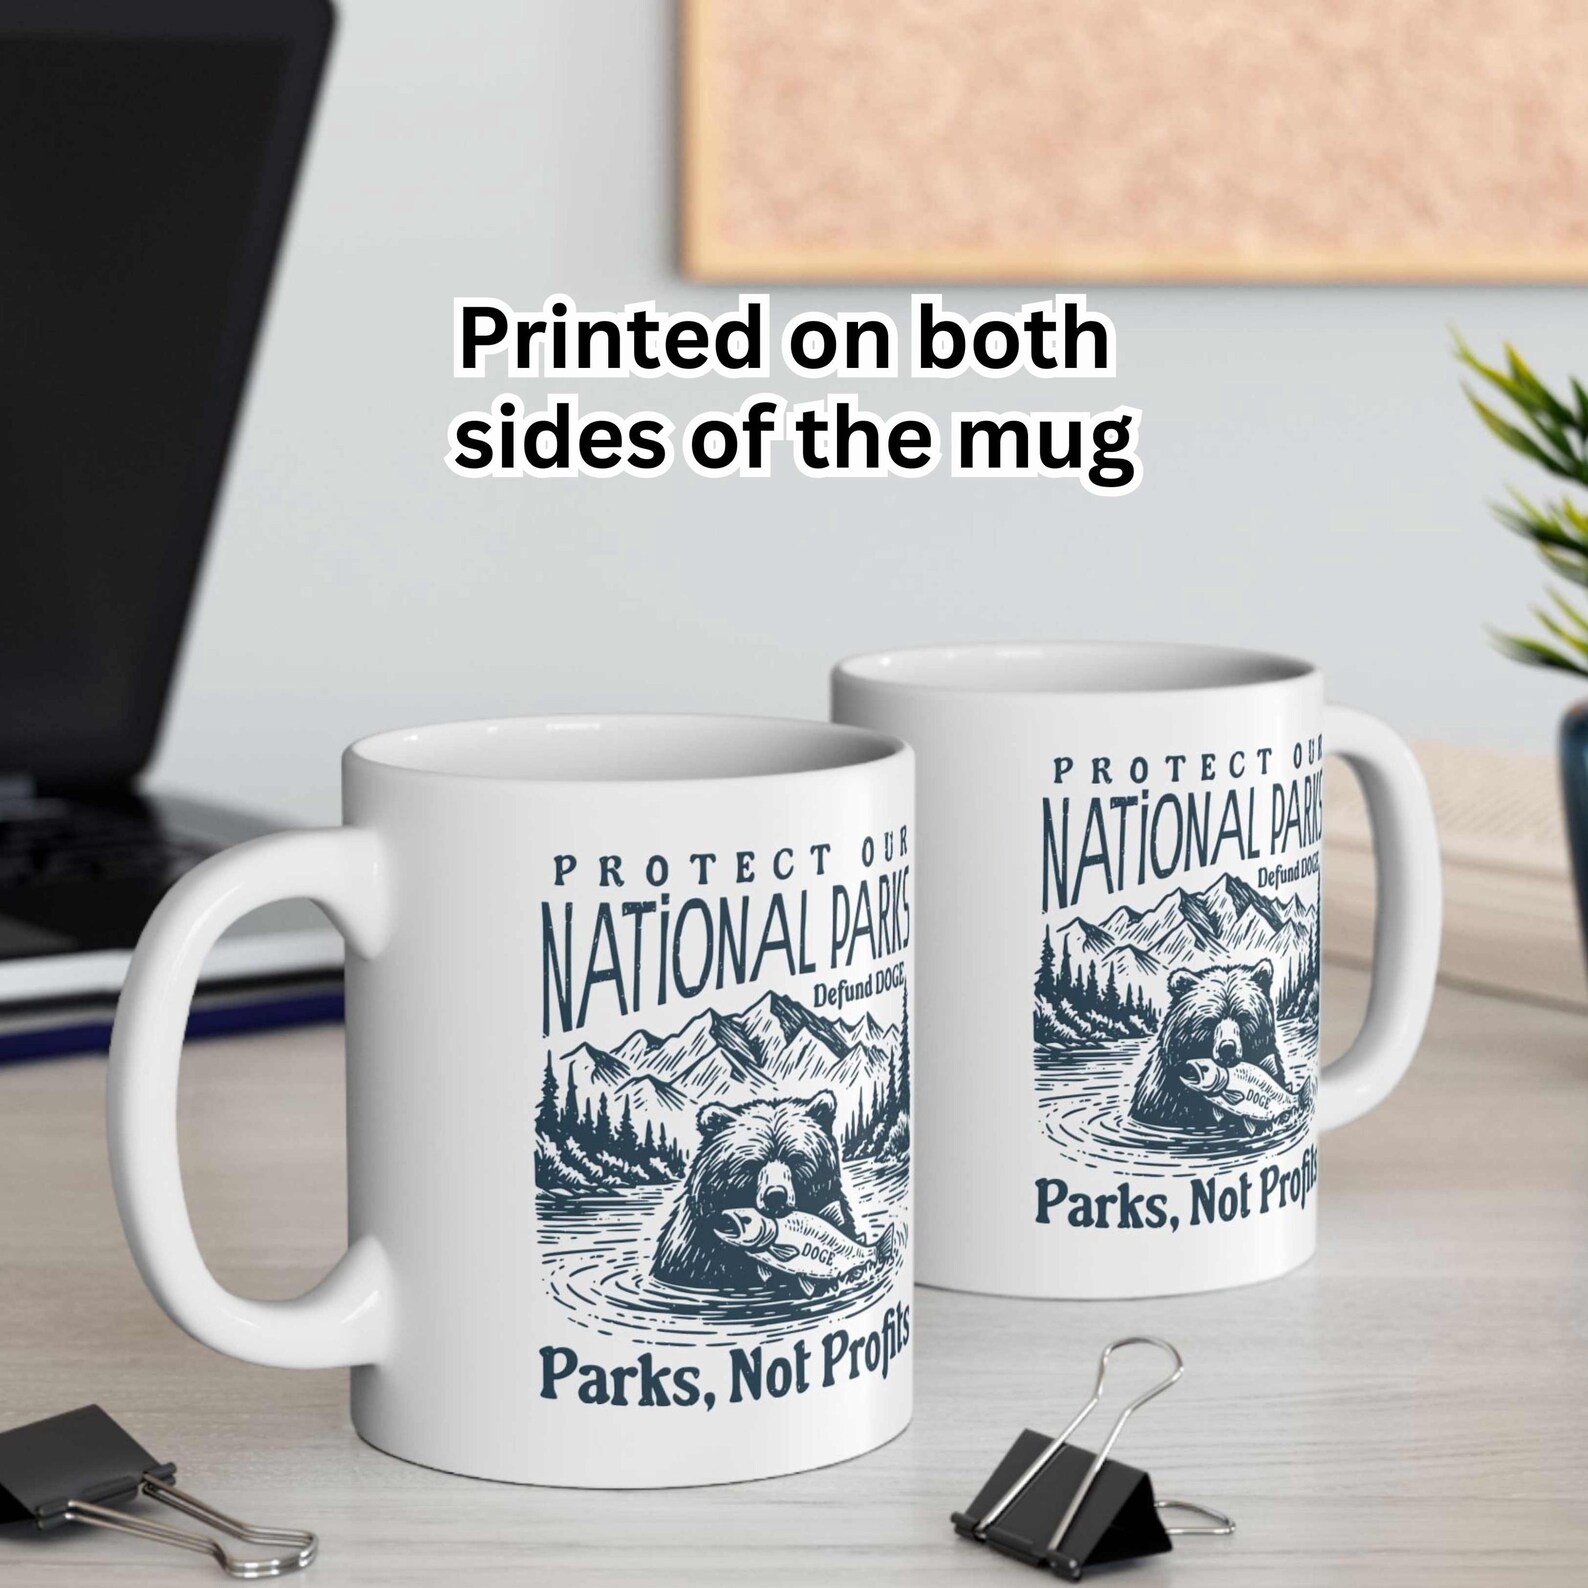 Printed on both
sides of the mug
PROTECT OUR
NATiONAL PARKS
Defund DOGE
DOGE
Parks, Not Profits
PROTECT OUR
NATiONAL PARKS
Defund DOGE
DOGE
Parks, Not Profits